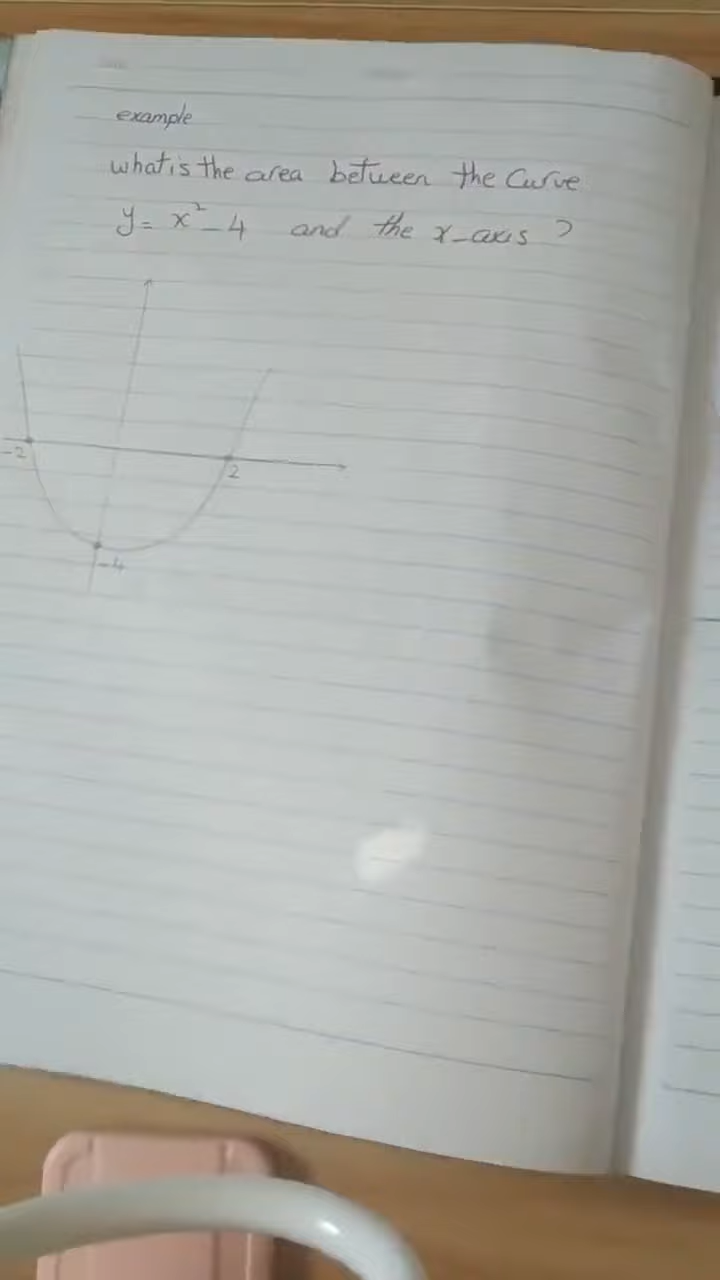 example
what is the area between the curve
y = x² - 4 and the x-axis ?
-2
2
-4